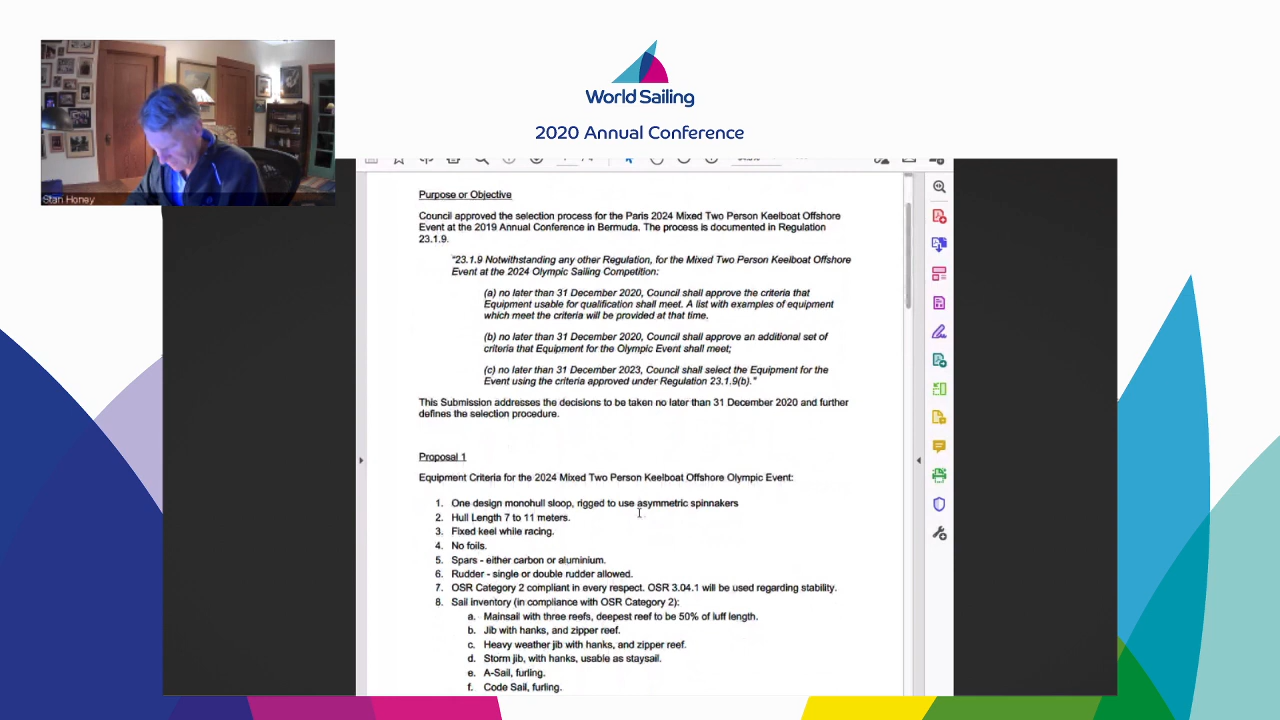 World Sailing
2020 Annual Conference
Stan Honey
Purpose or Objective
Council approved the selection process for the Paris 2024 Mixed Two Person Keelboat Offshore
Event at the 2019 Annual Conference in Bermuda. The process is documented in Regulation
23.1.9.
"23.1.9 Notwithstanding any other Regulation, for the Mixed Two Person Keelboat Offshore
Event at the 2024 Olympic Sailing Competition:
(a) no later than 31 December 2020, Council shall approve the criteria that
Equipment usable for qualification shall meet. A list with examples of equipment
which meet the criteria will be provided at that time.
(b) no later than 31 December 2020, Council shall approve an additional set of
criteria that Equipment for the Olympic Event shall meet;
(c) no later than 31 December 2023, Council shall select the Equipment for the
Event using the criteria approved under Regulation 23.1.9(b)."
This Submission addresses the decisions to be taken no later than 31 December 2020 and further
defines the selection procedure.
Proposal 1
Equipment Criteria for the 2024 Mixed Two Person Keelboat Offshore Olympic Event:
1. One design monohull sloop, rigged to use asymmetric spinnakers
2. Hull Length 7 to 11 meters.
3. Fixed keel while racing.
4. No foils.
5. Spars - either carbon or aluminium.
6. Rudder - single or double rudder allowed.
7. OSR Category 2 compliant in every respect. OSR 3.04.1 will be used regarding stability.
8. Sail inventory (in compliance with OSR Category 2):
a. Mainsail with three reefs, deepest reef to be 50% of luff length.
b. Jib with hanks, and zipper reef.
c. Heavy weather jib with hanks, and zipper reef.
d. Storm jib, with hanks, usable as staysail.
e. A-Sail, furling.
f. Code Sail, furling.